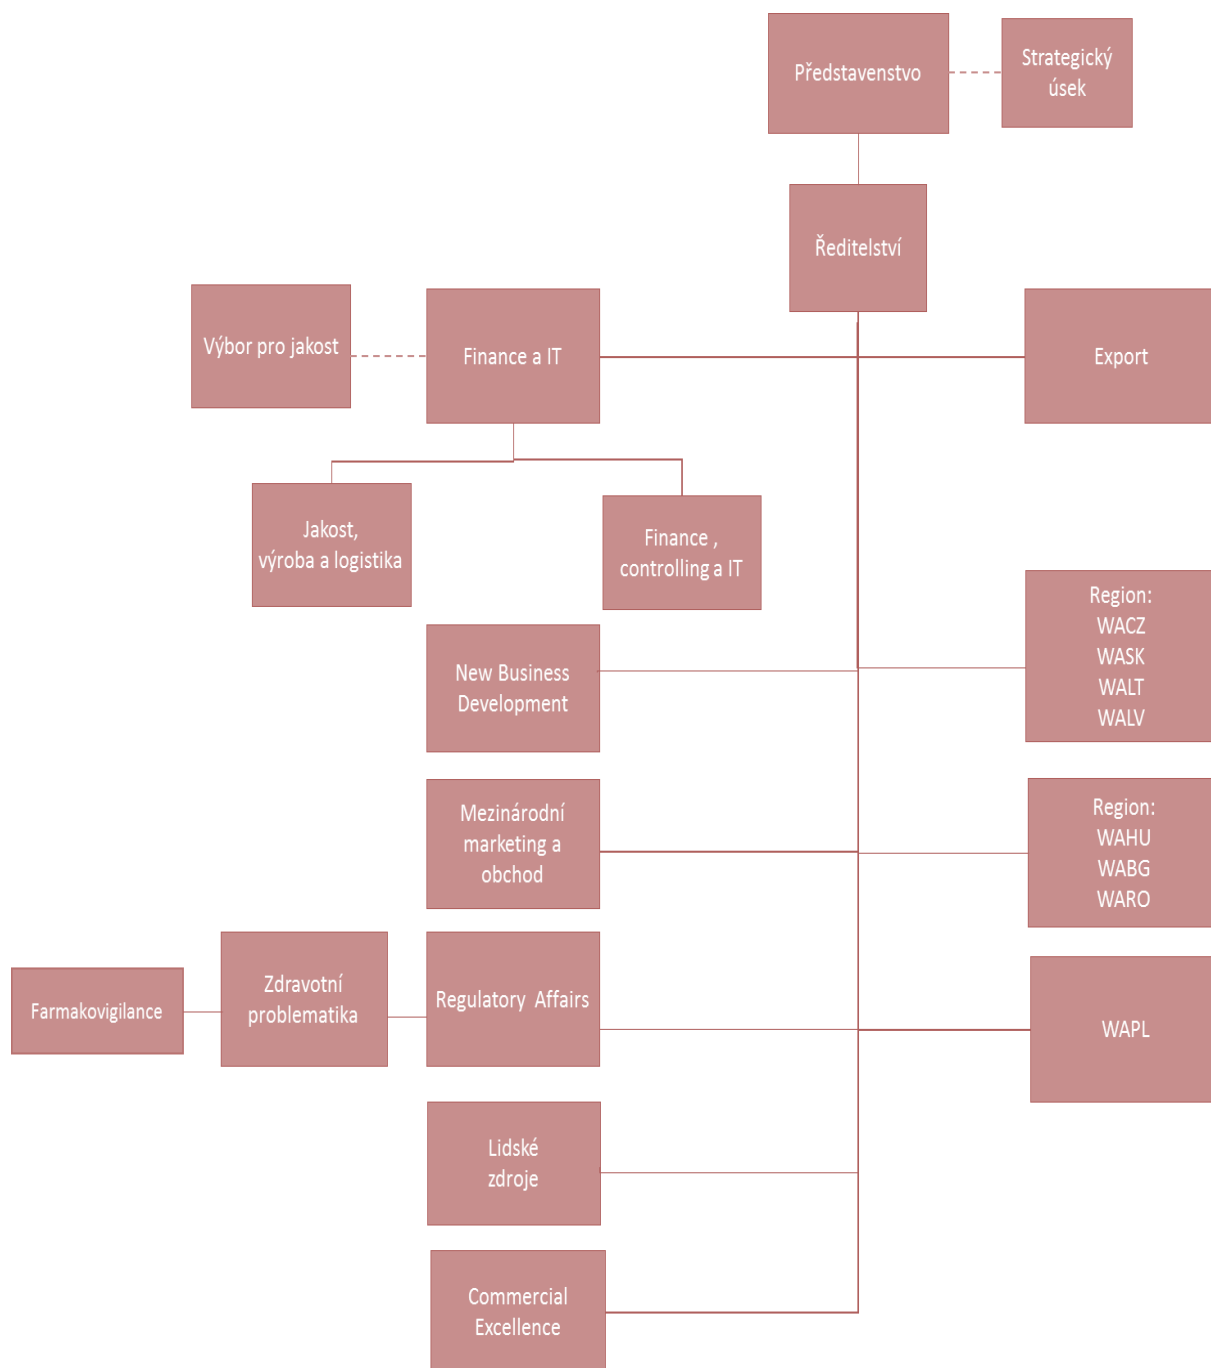 Představenstvo
Strategický
úsek
Ředitelství
Výbor pro jakost
Finance a IT
Export
Jakost,
výroba a logistika
Finance ,
controlling a IT
Region:
WACZ
WASK
WALT
WALV
New Business
Development
Mezinárodní
marketing a
obchod
Region:
WAHU
WABG
WARO
Farmakovigilance
Zdravotní
problematika
Regulatory Affairs
WAPL
Lidské
zdroje
Commercial
Excellence